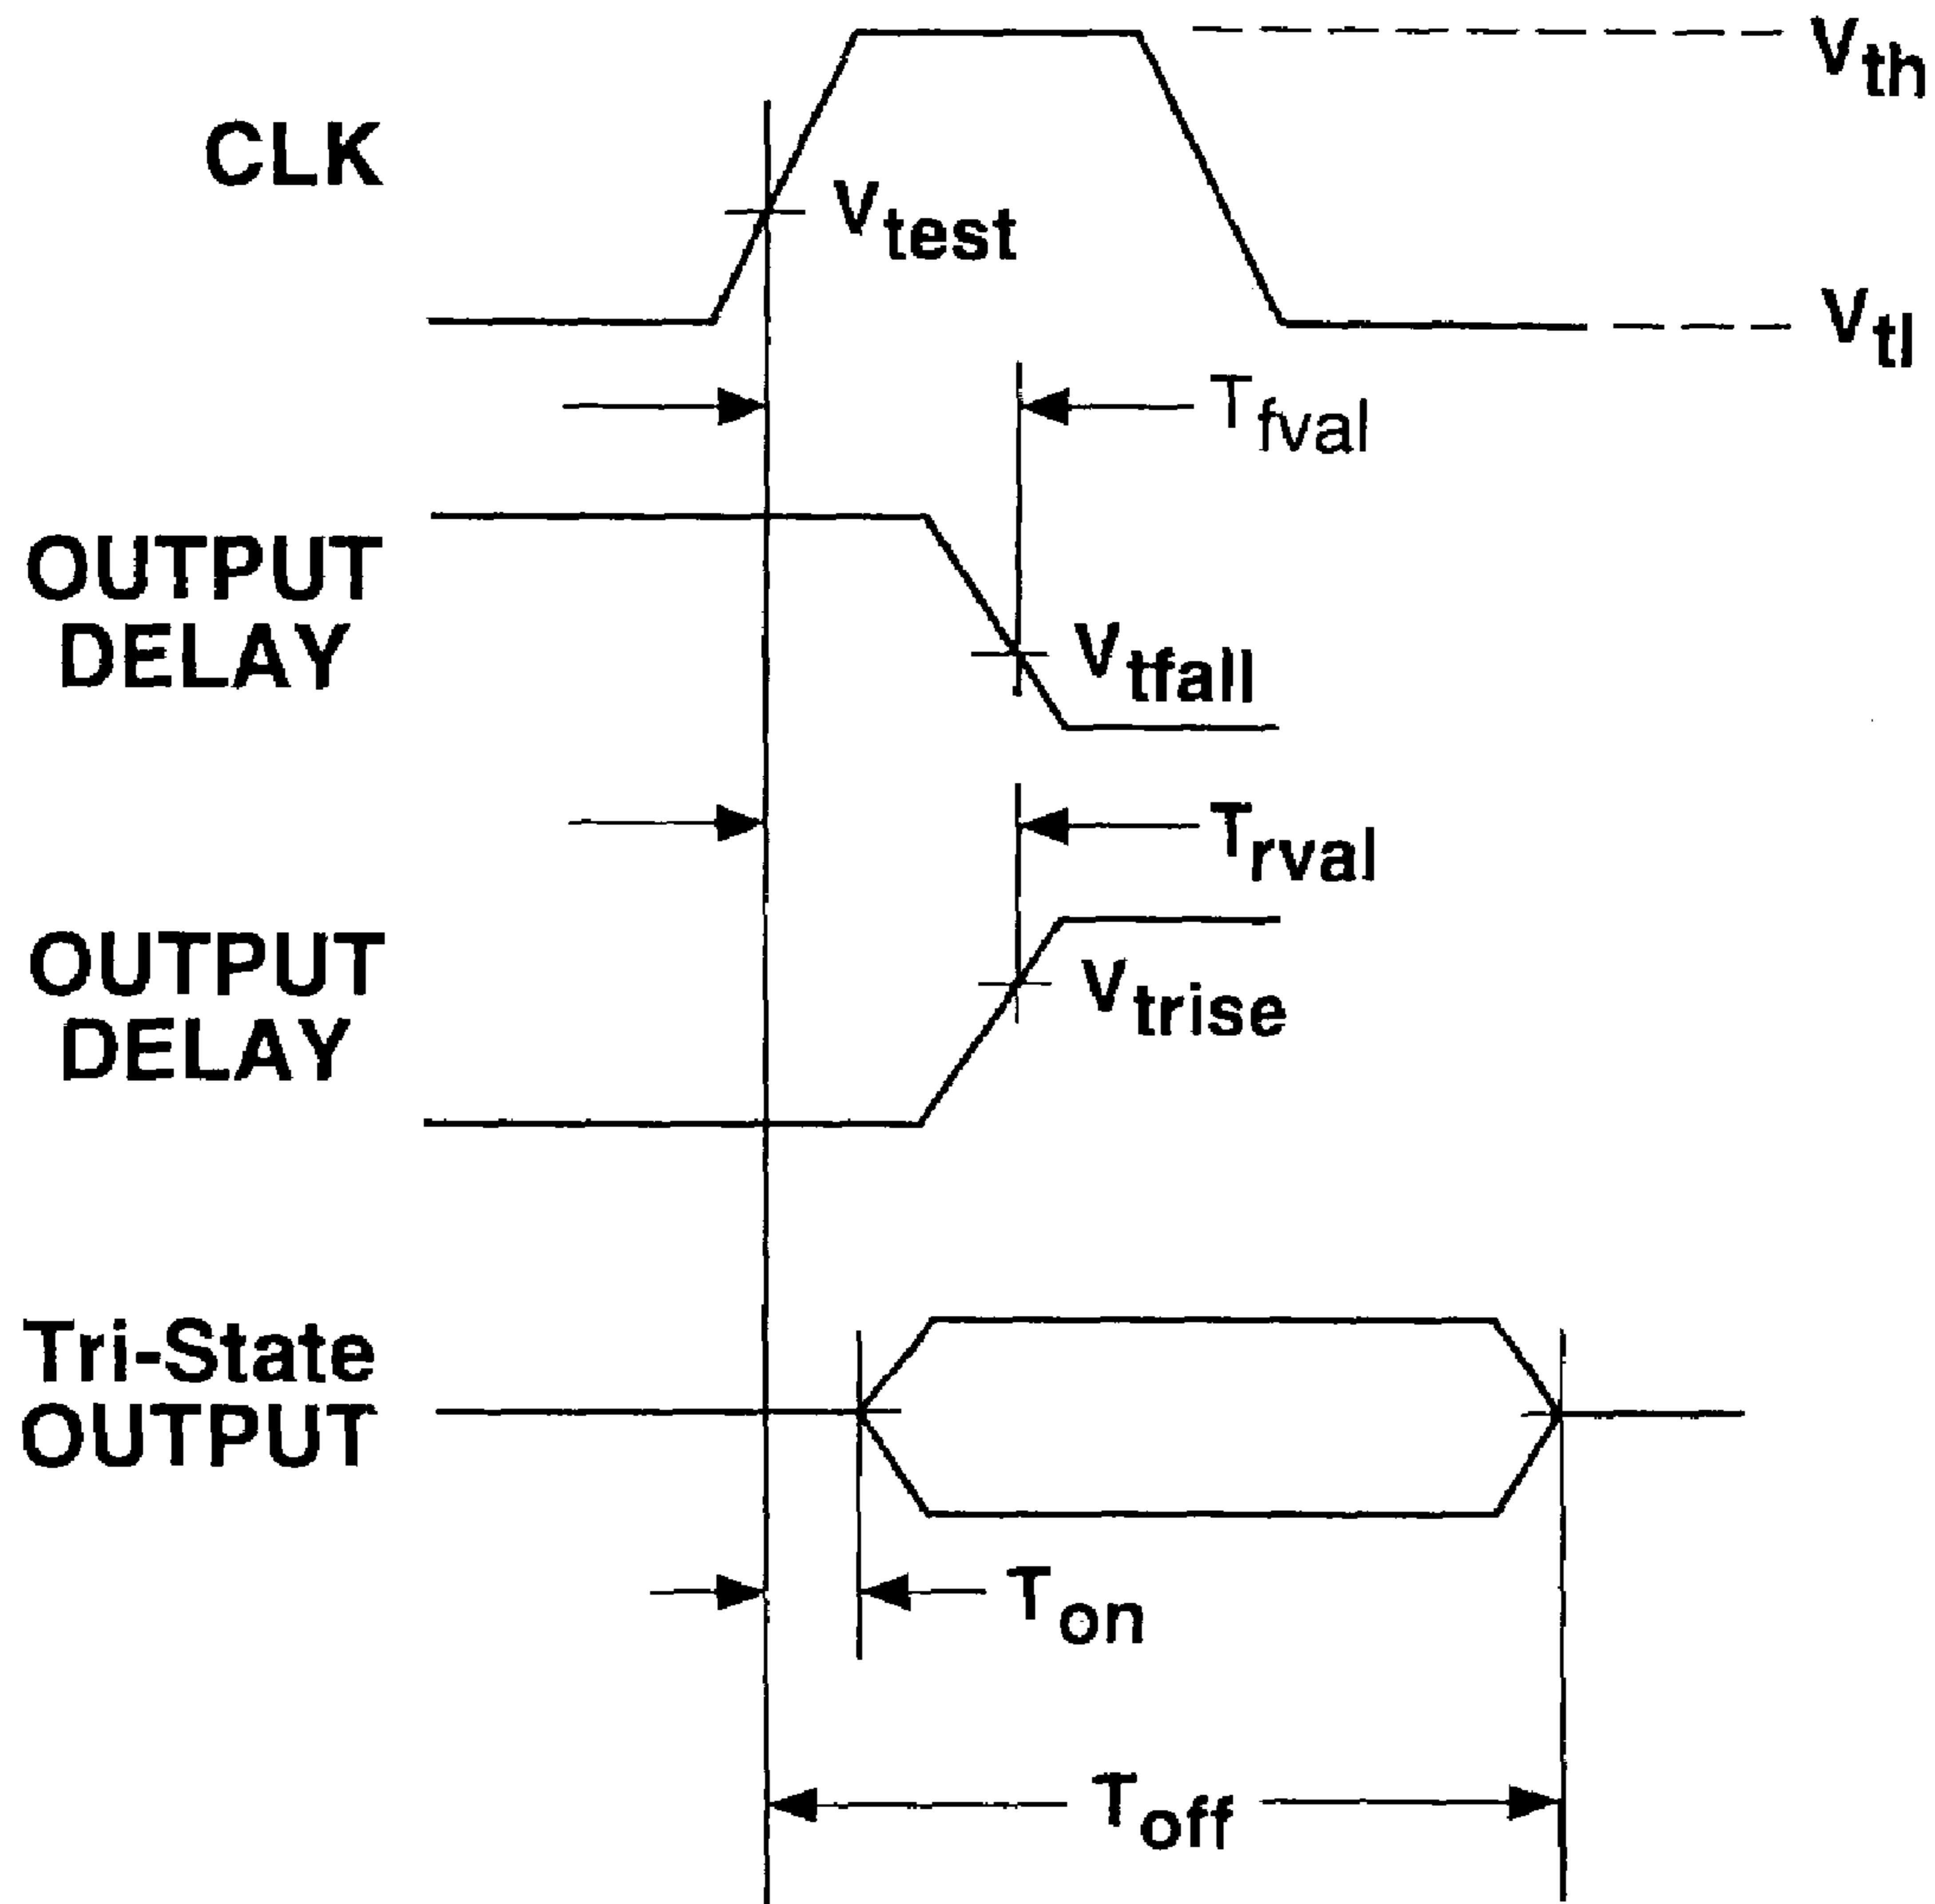 CLK
Vth
Vtest
Vtl
Tfval
OUTPUT
DELAY
Vtfall
Trval
OUTPUT
DELAY
Vtrise
Tri-State
OUTPUT
Ton
Toff